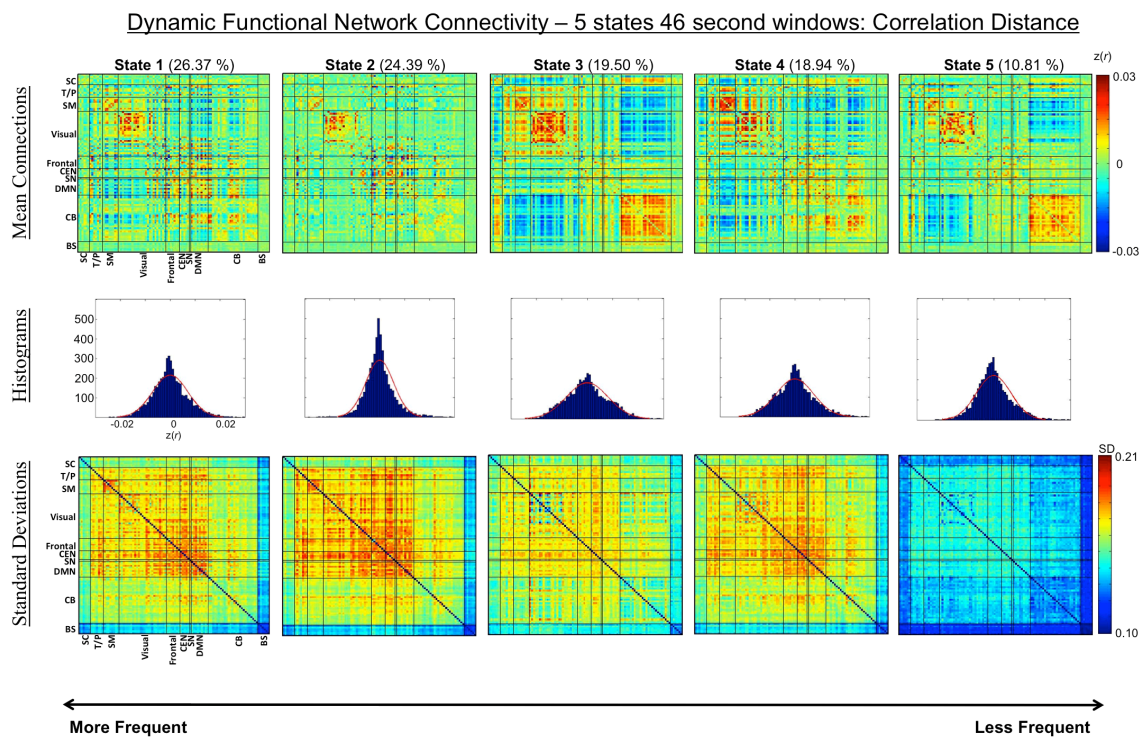 Dynamic Functional Network Connectivity – 5 states 46 second windows: Correlation Distance
State 1 (26.37 %)
State 2 (24.39 %)
State 3 (19.50 %)
State 4 (18.94 %)
State 5 (10.81 %)
z(r)
Mean Connections
SC
T/P
SM
Visual
Frontal
CEN
SN
DMN
CB
BS
0.03
0
-0.03
SC
T/P
SM
Visual
Frontal
CEN
SN
DMN
CB
BS
Histograms
500
400
300
200
100
-0.02
0
0.02
z(r)
Standard Deviations
SC
T/P
SM
Visual
Frontal
CEN
SN
DMN
CB
BS
SD
0.21
0.10
SC
T/P
SM
Visual
Frontal
CEN
SN
DMN
CB
BS
More Frequent
Less Frequent